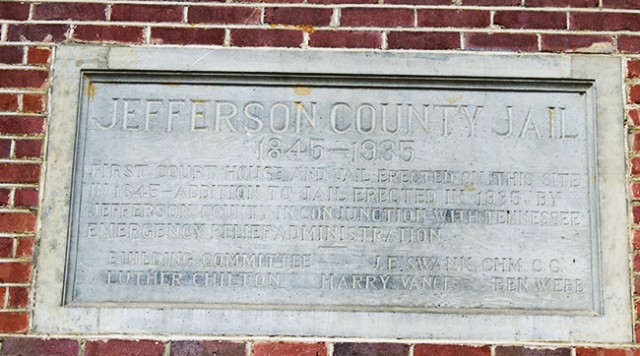 JEFFERSON COUNTY JAIL
1845-1935
FIRST COURT HOUSE AND JAIL ERECTED ON THIS SITE
IN 1845-ADDITION TO JAIL ERECTED IN 1935, BY
JEFFERSON COUNTY IN CONJUNCTION WITH TENNESSEE
EMERGENCY RELIEF ADMINISTRATION.
BUILDING COMMITTEE J.E. SWANN, CHM. C.C.
LUTHER CHILTON HARRY VANCE BEN WEBB